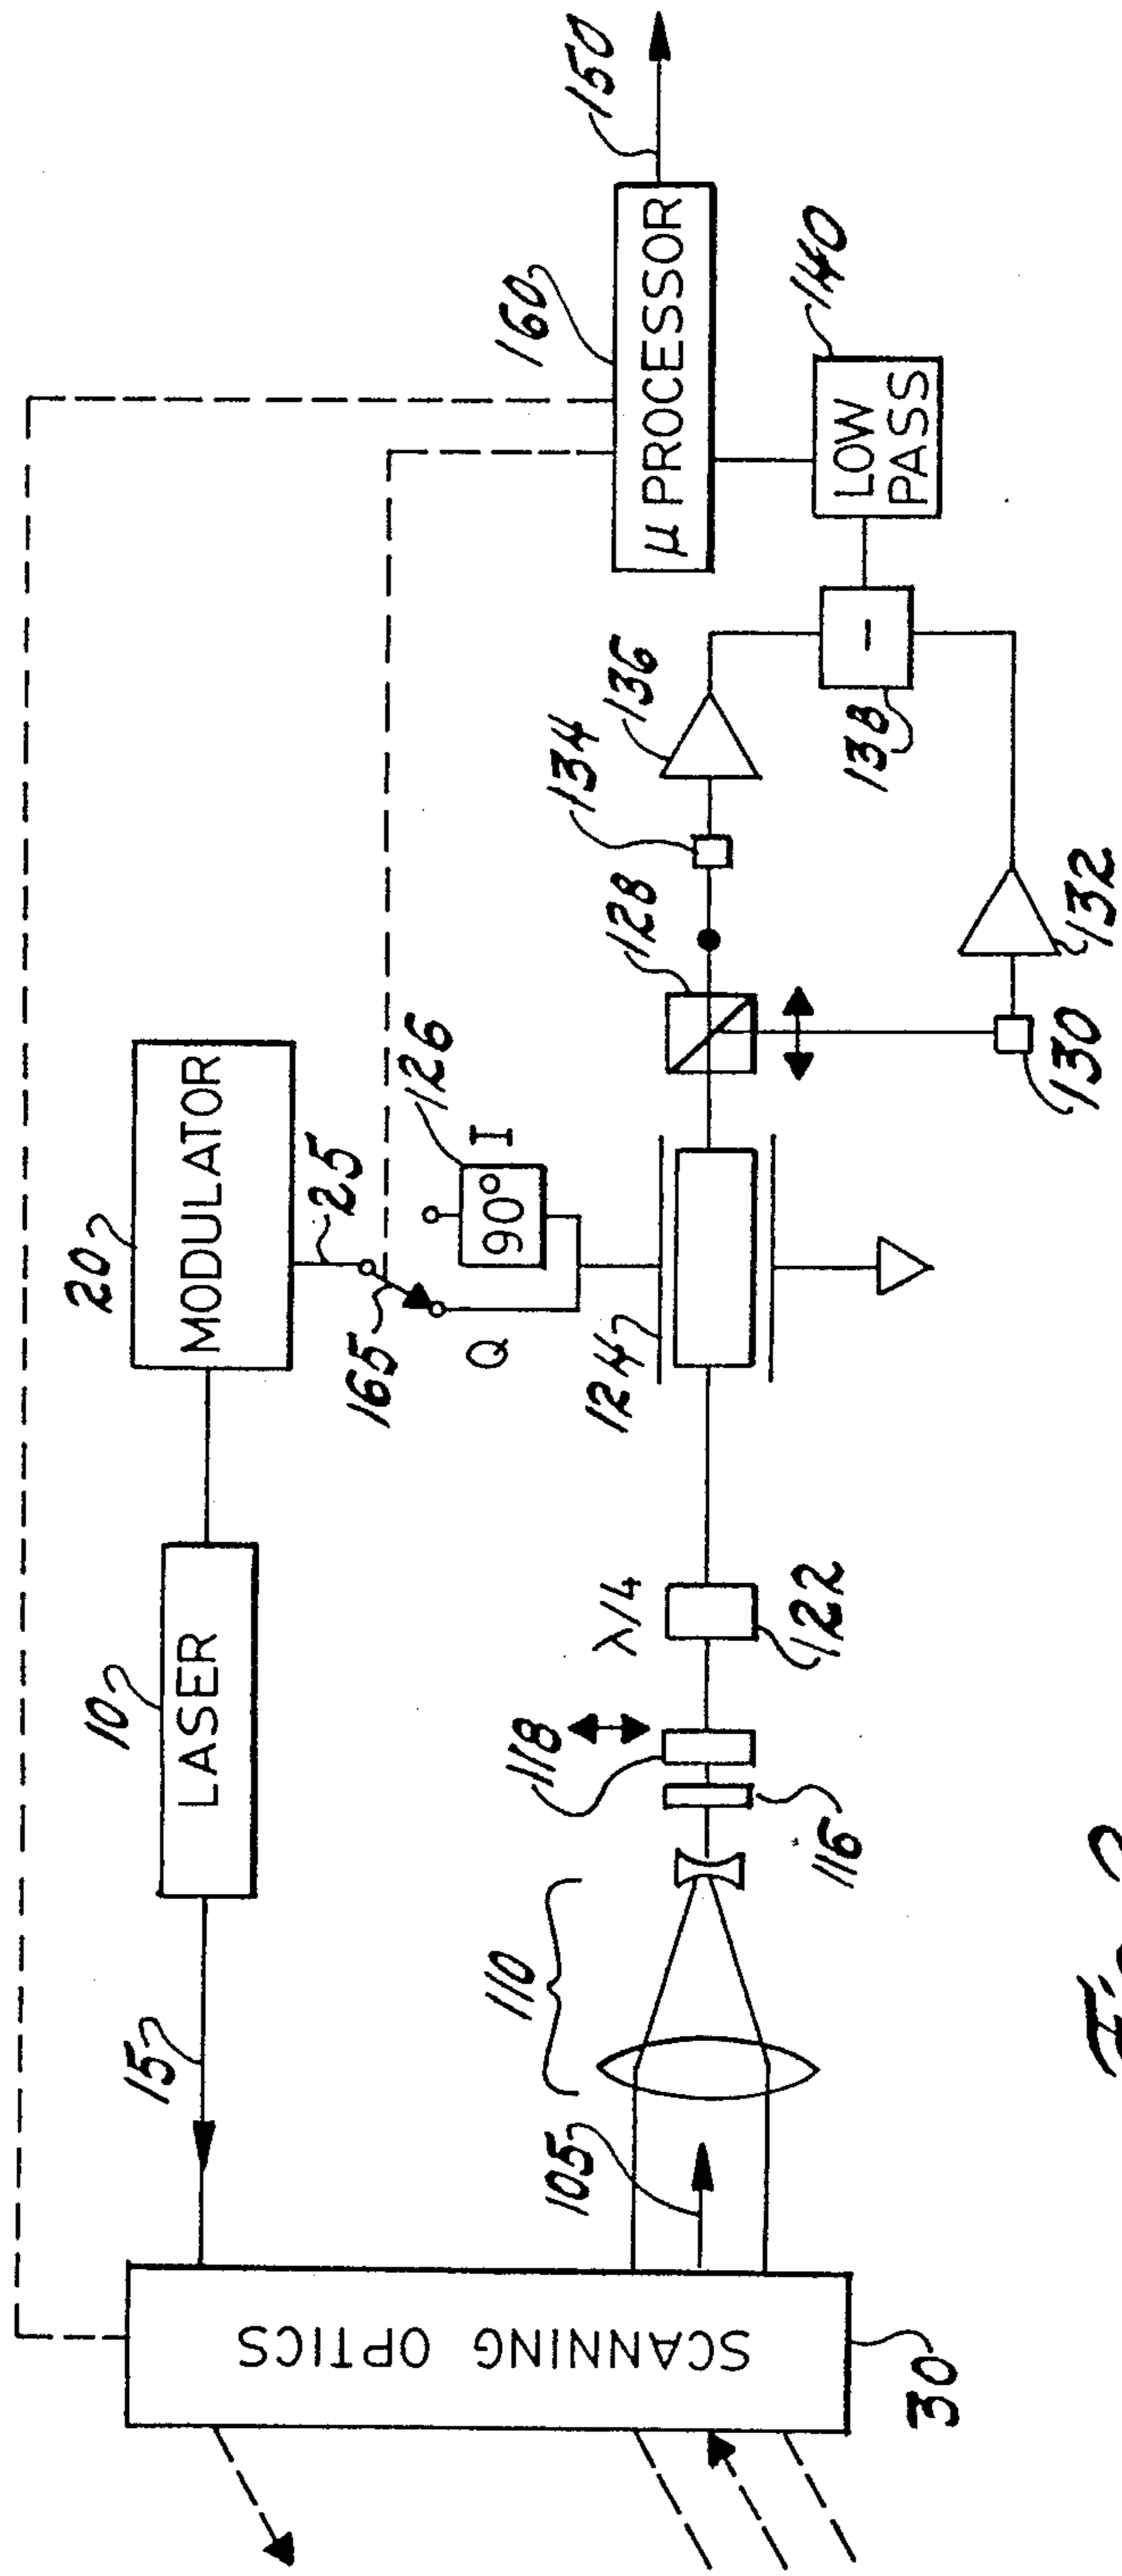 150
160
μ PROCESSOR
140
LOW
PASS
138
136
134
128
132
130
126
I
90°
20
MODULATOR
25
165
Q
124
λ/4
122
10
LASER
118
116
110
15
105
SCANNING OPTICS
30